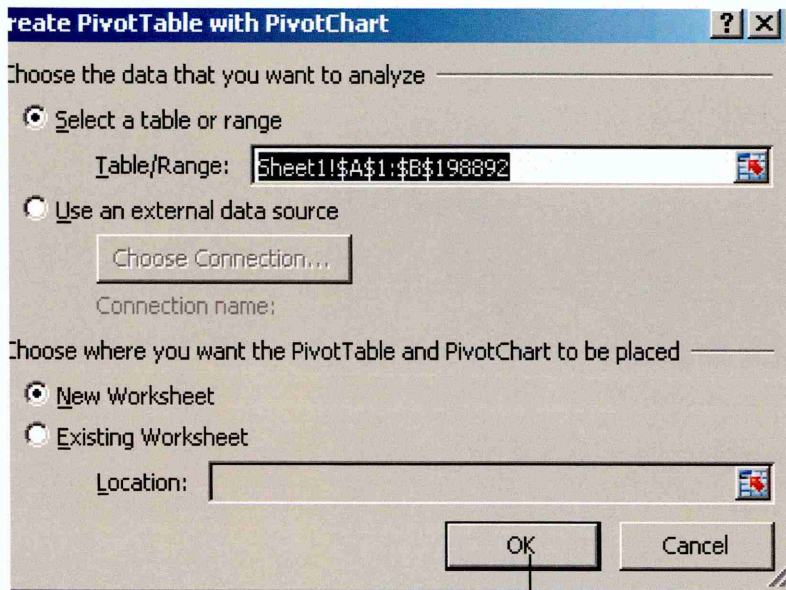 reate PivotTable with PivotChart
Choose the data that you want to analyze
Select a table or range
Table/Range: Sheet1!$A$1:$B$198892
Use an external data source
Choose Connection...
Connection name:
Choose where you want the PivotTable and PivotChart to be placed
New Worksheet
Existing Worksheet
Location:
OK Cancel